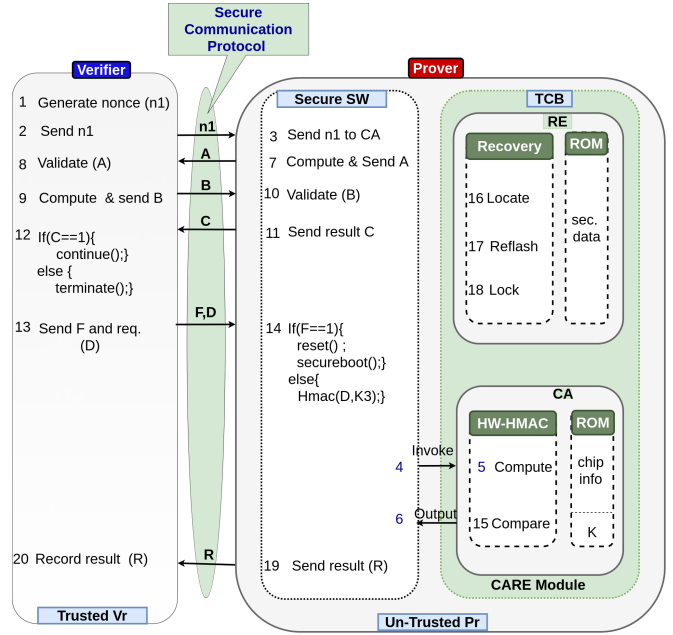 Secure
Communication
Protocol
Verifier
1 Generate nonce (n1)
2 Send n1
8 Validate (A)
9 Compute & send B
12 If(C==1){
continue();}
else {
terminate();}
13 Send F and req.
(D)
20 Record result (R)
Trusted Vr
n1
A
B
C
F,D
R
Prover
Secure SW
3 Send n1 to CA
7 Compute & Send A
10 Validate (B)
11 Send result C
14 If(F==1){
reset() ;
secureboot();}
else{
Hmac(D,K3);}
4 Invoke
6 Output
19 Send result (R)
Un-Trusted Pr
TCB
RE
Recovery
16 Locate
17 Reflash
18 Lock
ROM
sec.
data
CA
HW-HMAC
5 Compute
15 Compare
ROM
chip
info
K
CARE Module